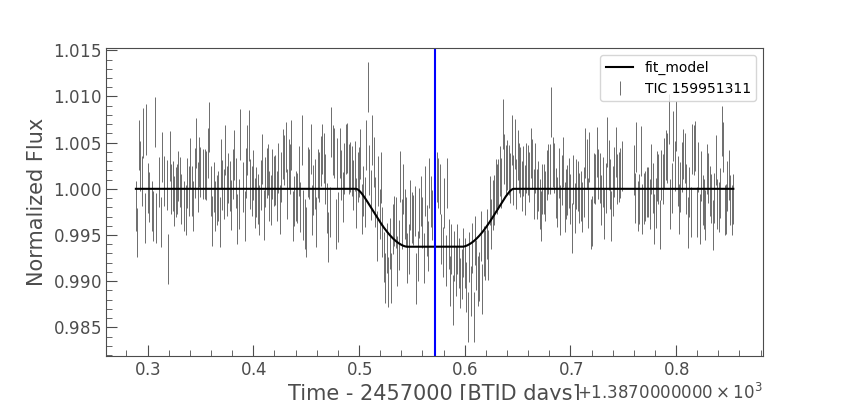 1.015
1.010
1.005
1.000
0.995
0.990
0.985
Normalized Flux
fit_model
TIC 159951311
0.3 0.4 0.5 0.6 0.7 0.8
Time - 2457000 [BTJD days]
+1.3870000000 × 10³